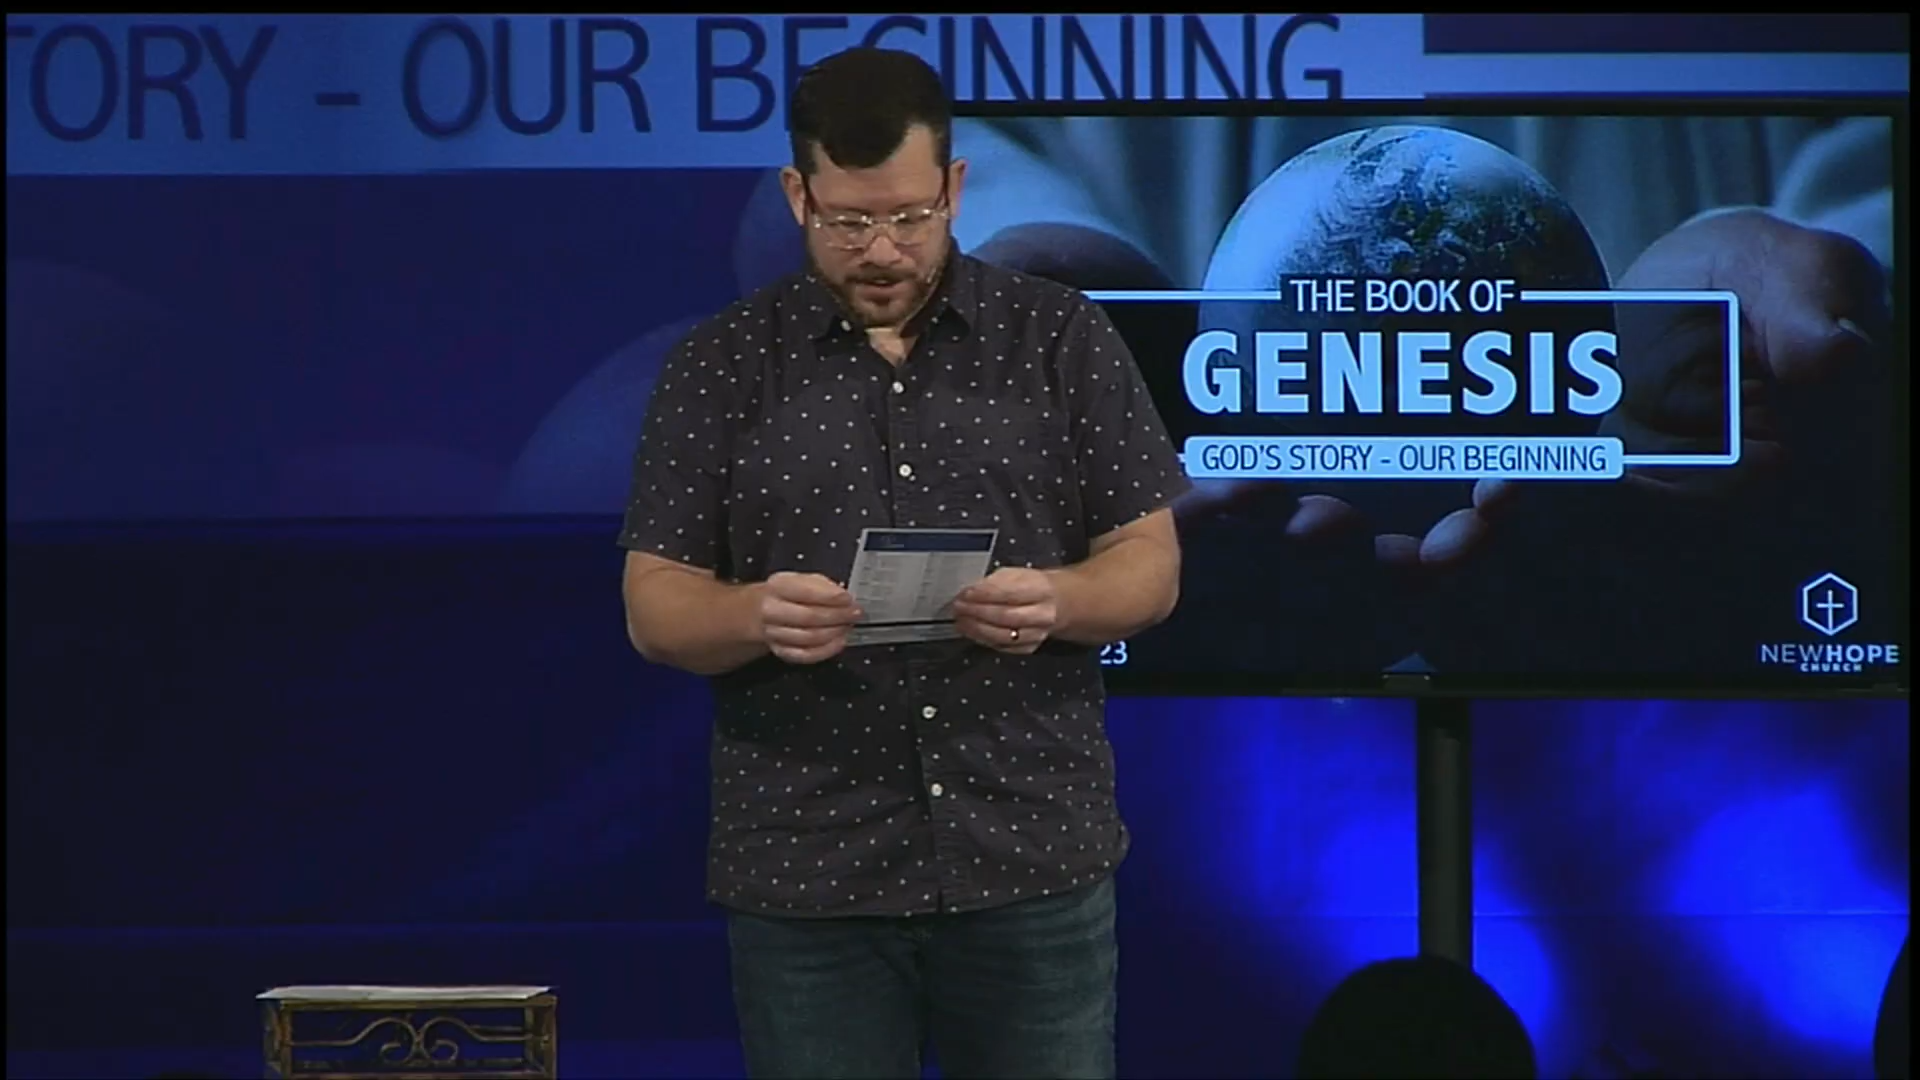 TORY - OUR BEGINNING
THE BOOK OF
GENESIS
GOD'S STORY - OUR BEGINNING
23
NEWHOPE
CHURCH